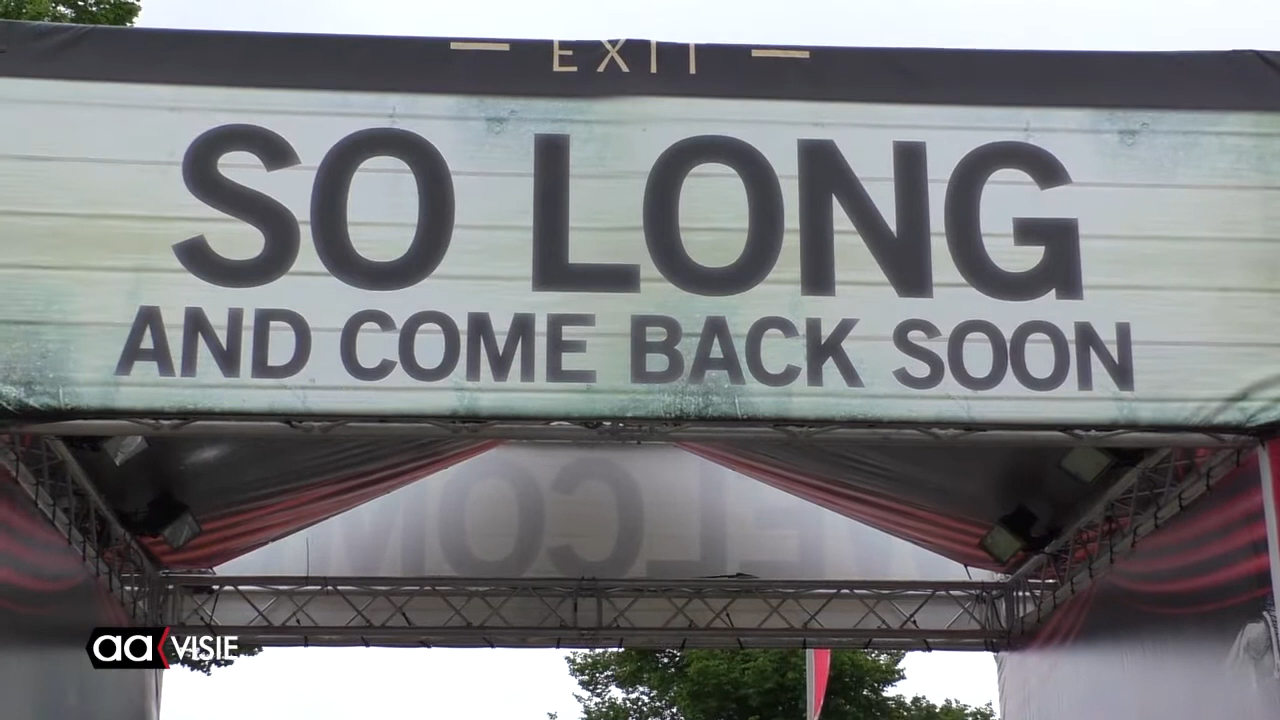 — EXIT —
SO LONG
AND COME BACK SOON
aa VISIE